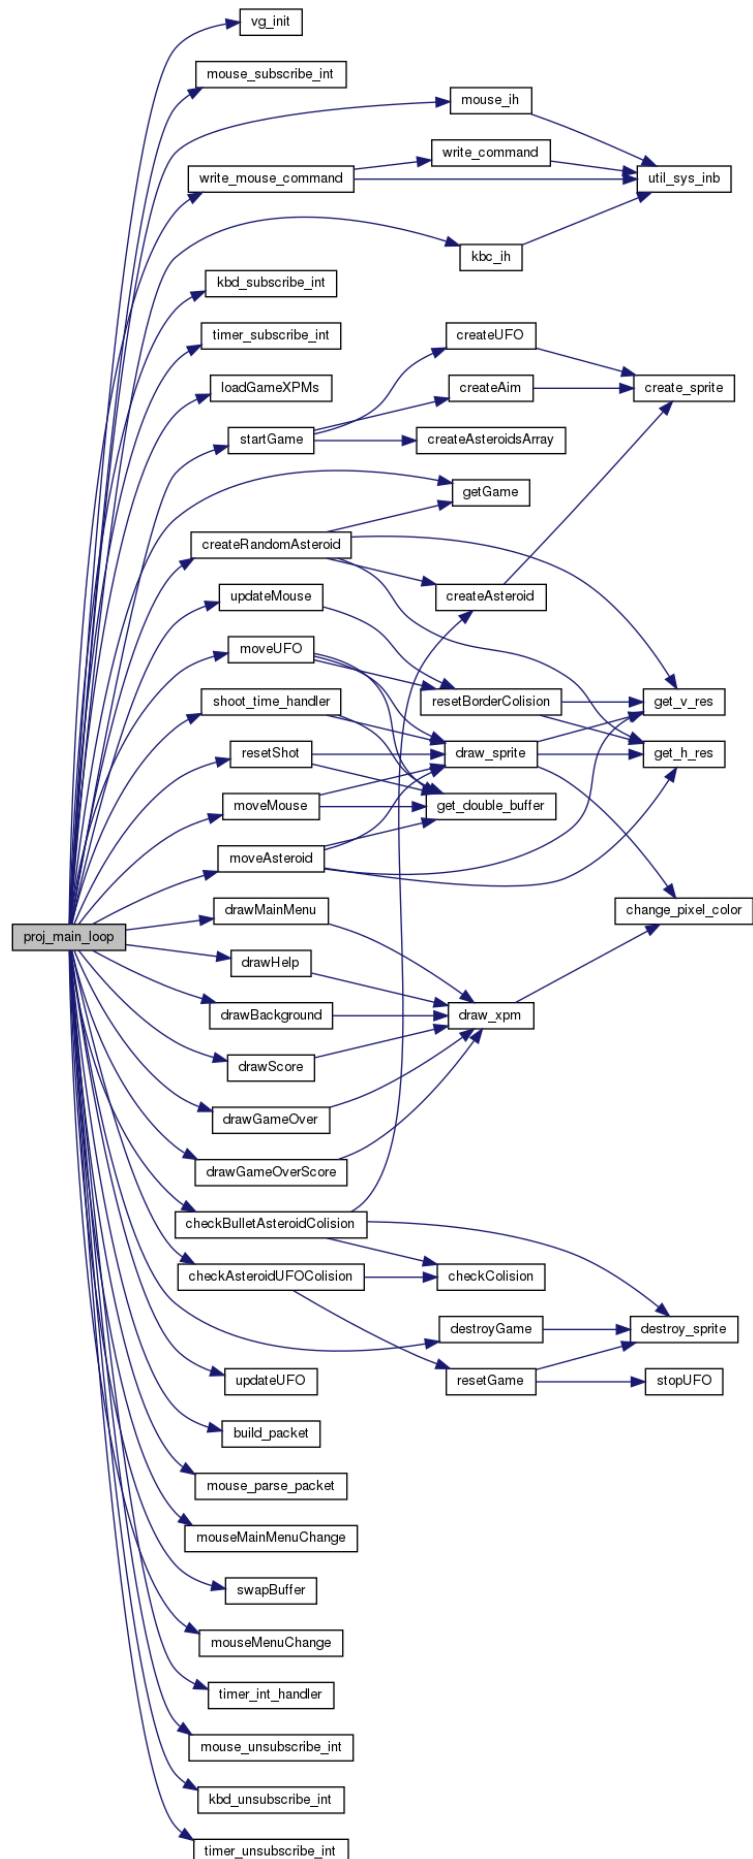 vg_init
mouse_subscribe_int
mouse_ih
write_command
write_mouse_command
util_sys_inb
kbc_ih
kbd_subscribe_int
timer_subscribe_int
createUFO
loadGameXPMs
createAim
create_sprite
startGame
createAsteroidsArray
getGame
createRandomAsteroid
updateMouse
createAsteroid
moveUFO
shoot_time_handler
resetBorderColision
get_v_res
resetShot
draw_sprite
get_h_res
moveMouse
get_double_buffer
moveAsteroid
drawMainMenu
change_pixel_color
proj_main_loop
drawHelp
drawBackground
draw_xpm
drawScore
drawGameOver
drawGameOverScore
checkBulletAsteroidColision
checkAsteroidUFOColision
checkColision
destroyGame
destroy_sprite
updateUFO
resetGame
stopUFO
build_packet
mouse_parse_packet
mouseMainMenuChange
swapBuffer
mouseMenuChange
timer_int_handler
mouse_unsubscribe_int
kbd_unsubscribe_int
timer_unsubscribe_int